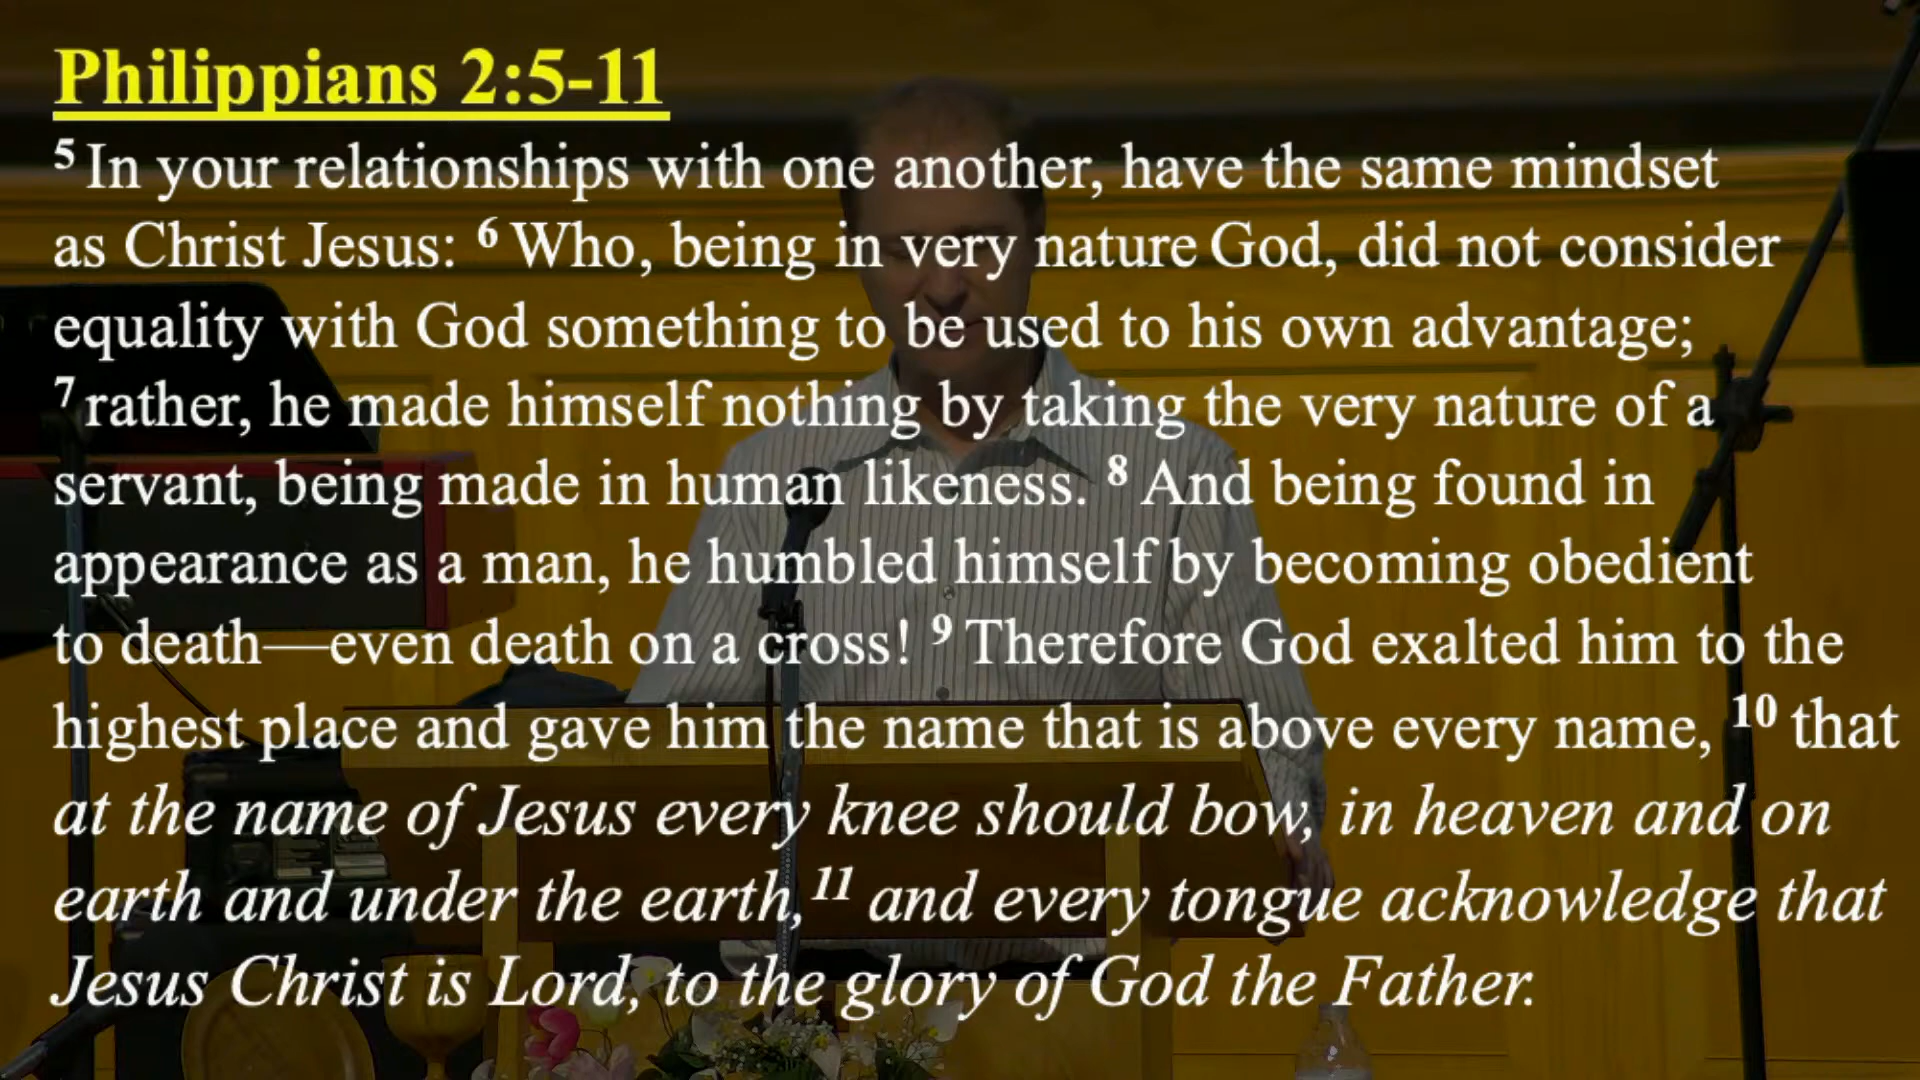 Philippians 2:5-11
5 In your relationships with one another, have the same mindset
as Christ Jesus: 6 Who, being in very nature God, did not consider
equality with God something to be used to his own advantage;
7 rather, he made himself nothing by taking the very nature of a
servant, being made in human likeness. 8 And being found in
appearance as a man, he humbled himself by becoming obedient
to death—even death on a cross! 9 Therefore God exalted him to the
highest place and gave him the name that is above every name, 10 that
at the name of Jesus every knee should bow, in heaven and on
earth and under the earth, 11 and every tongue acknowledge that
Jesus Christ is Lord, to the glory of God the Father.